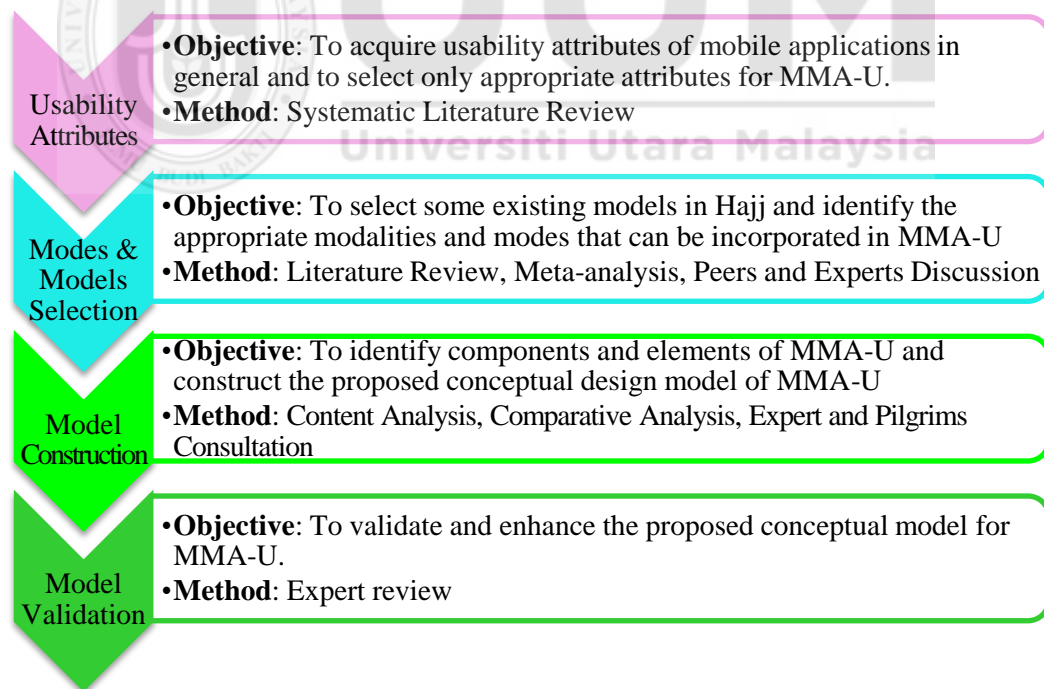 Usability
Attributes
•Objective: To acquire usability attributes of mobile applications in
general and to select only appropriate attributes for MMA-U.
•Method: Systematic Literature Review
Universiti Utara Malaysia
BUDI BAKTI
Modes &
Models
Selection
•Objective: To select some existing models in Hajj and identify the
appropriate modalities and modes that can be incorporated in MMA-U
•Method: Literature Review, Meta-analysis, Peers and Experts Discussion
Model
Construction
•Objective: To identify components and elements of MMA-U and
construct the proposed conceptual design model of MMA-U
•Method: Content Analysis, Comparative Analysis, Expert and Pilgrims
Consultation
Model
Validation
•Objective: To validate and enhance the proposed conceptual model for
MMA-U.
•Method: Expert review